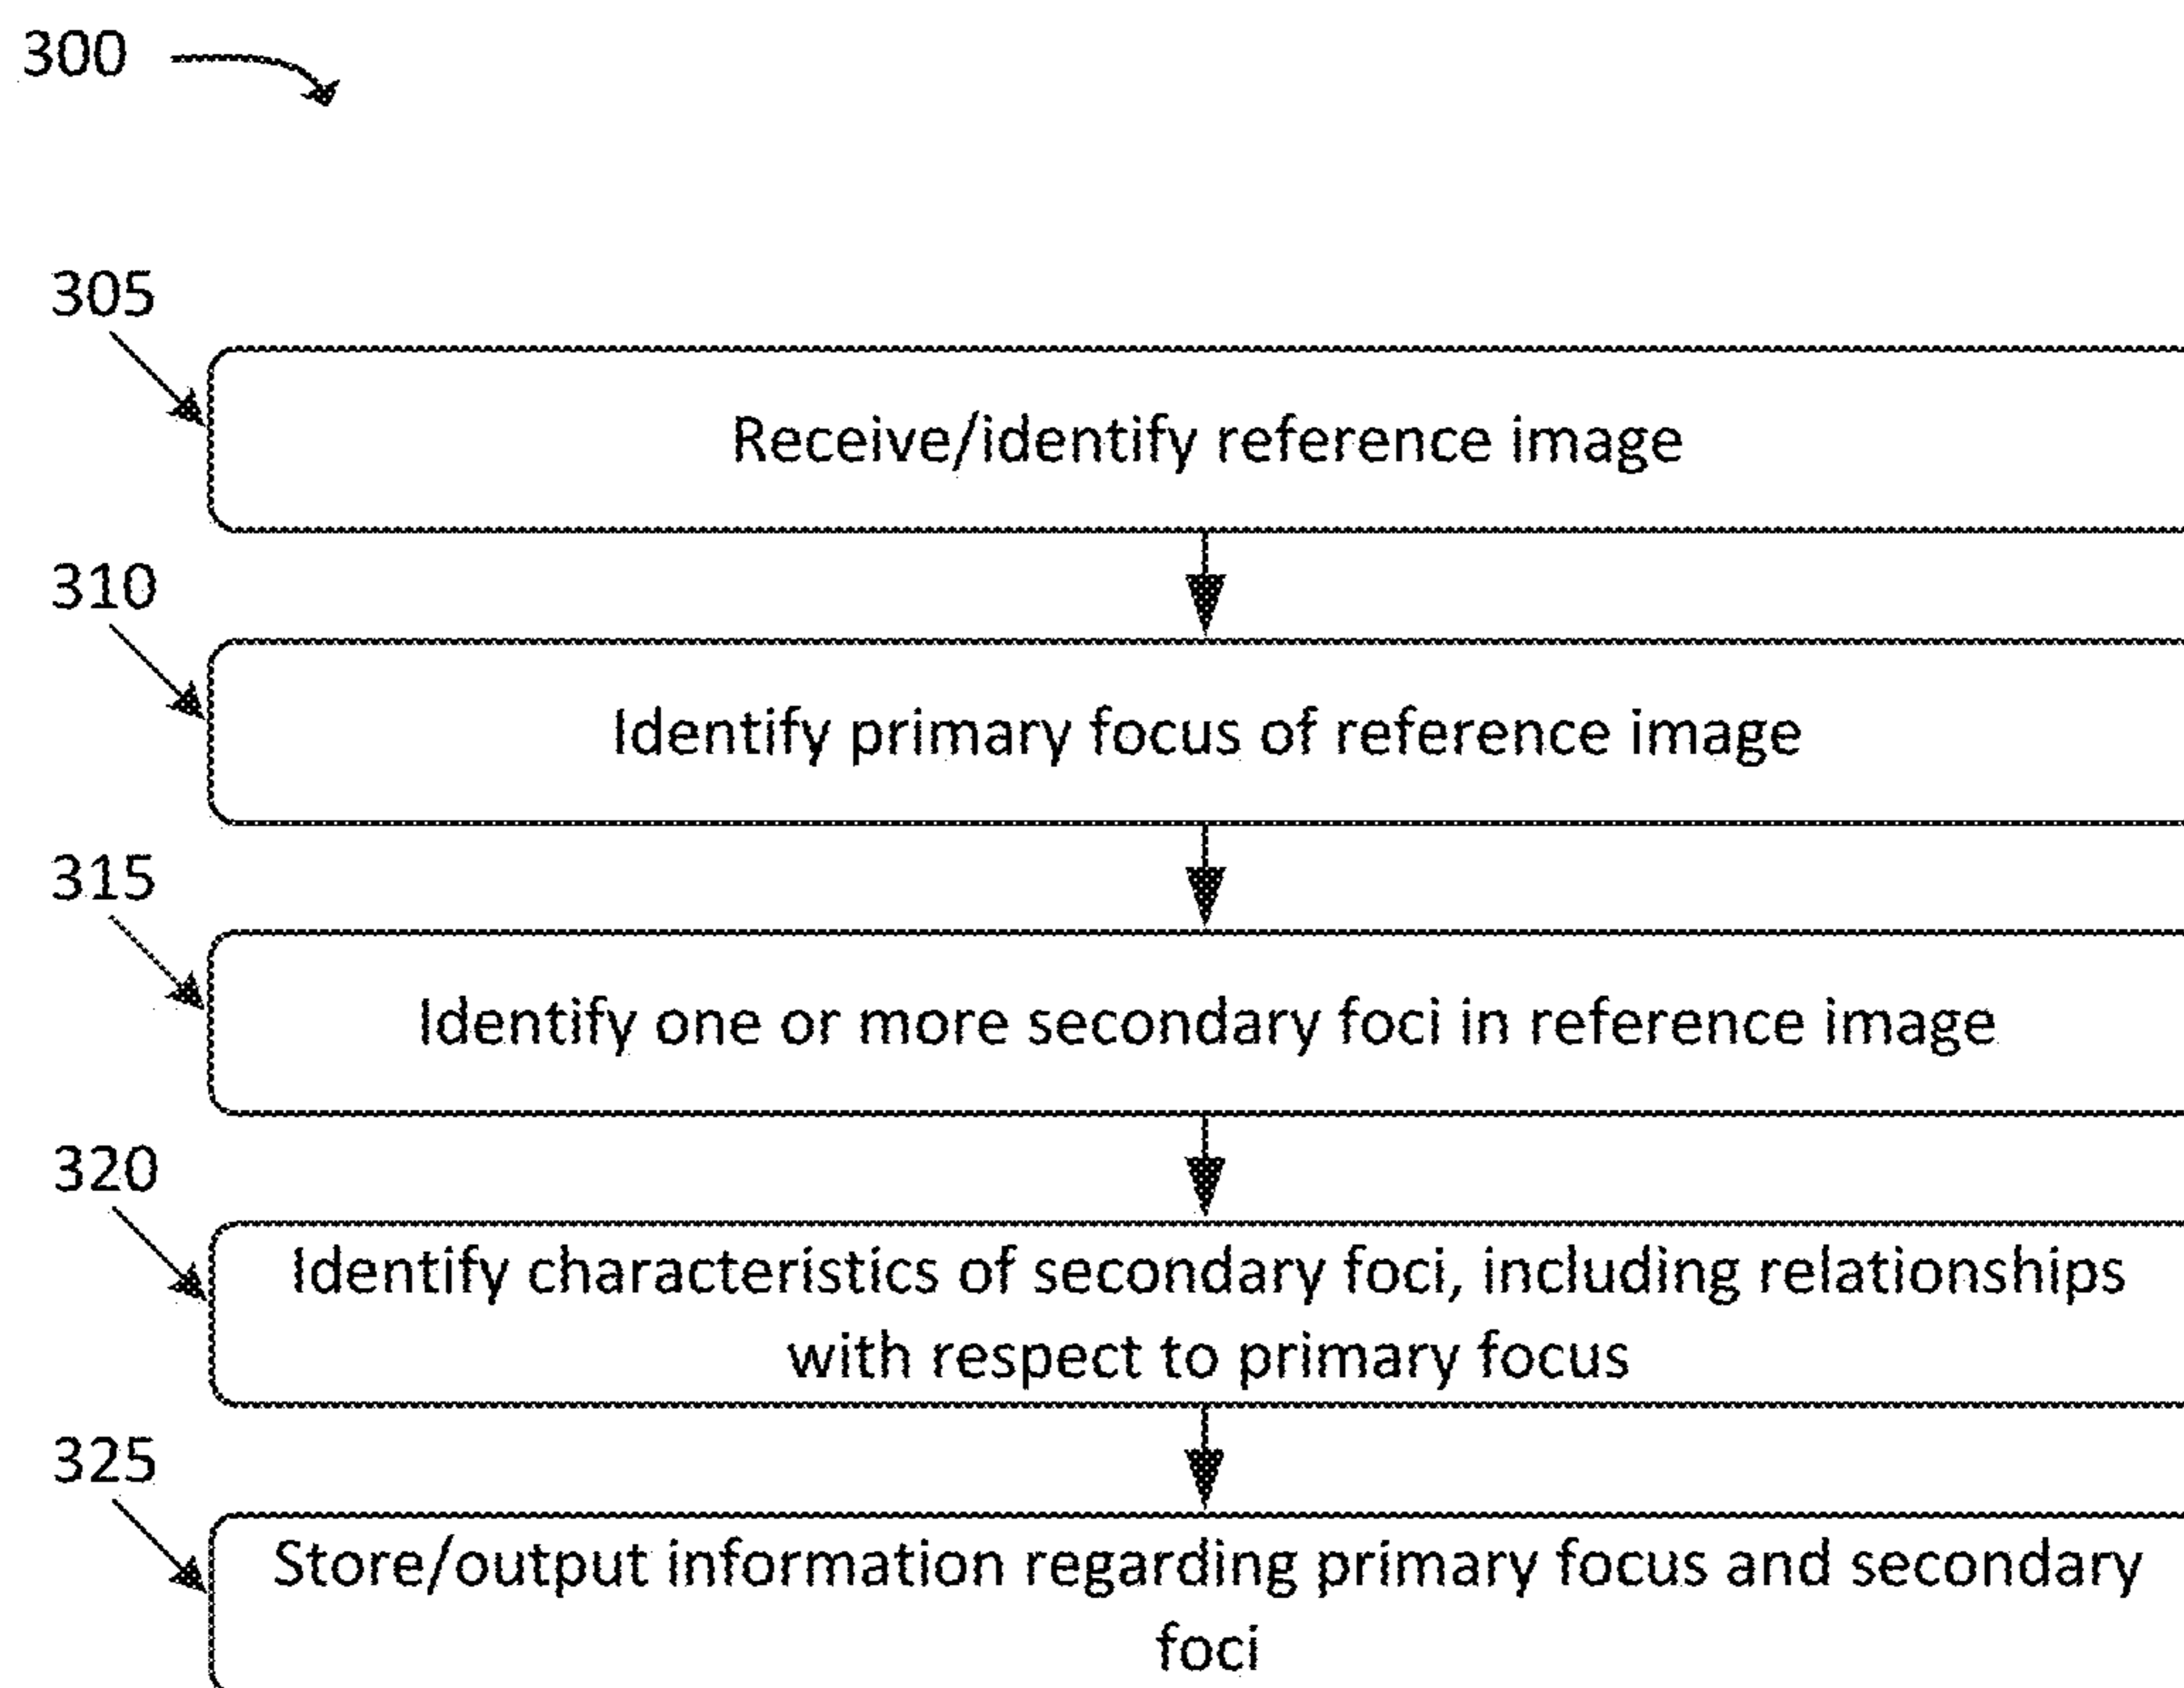 300
305
Receive/identify reference image
310
Identify primary focus of reference image
315
Identify one or more secondary foci in reference image
320
Identify characteristics of secondary foci, including relationships
with respect to primary focus
325
Store/output information regarding primary focus and secondary
foci